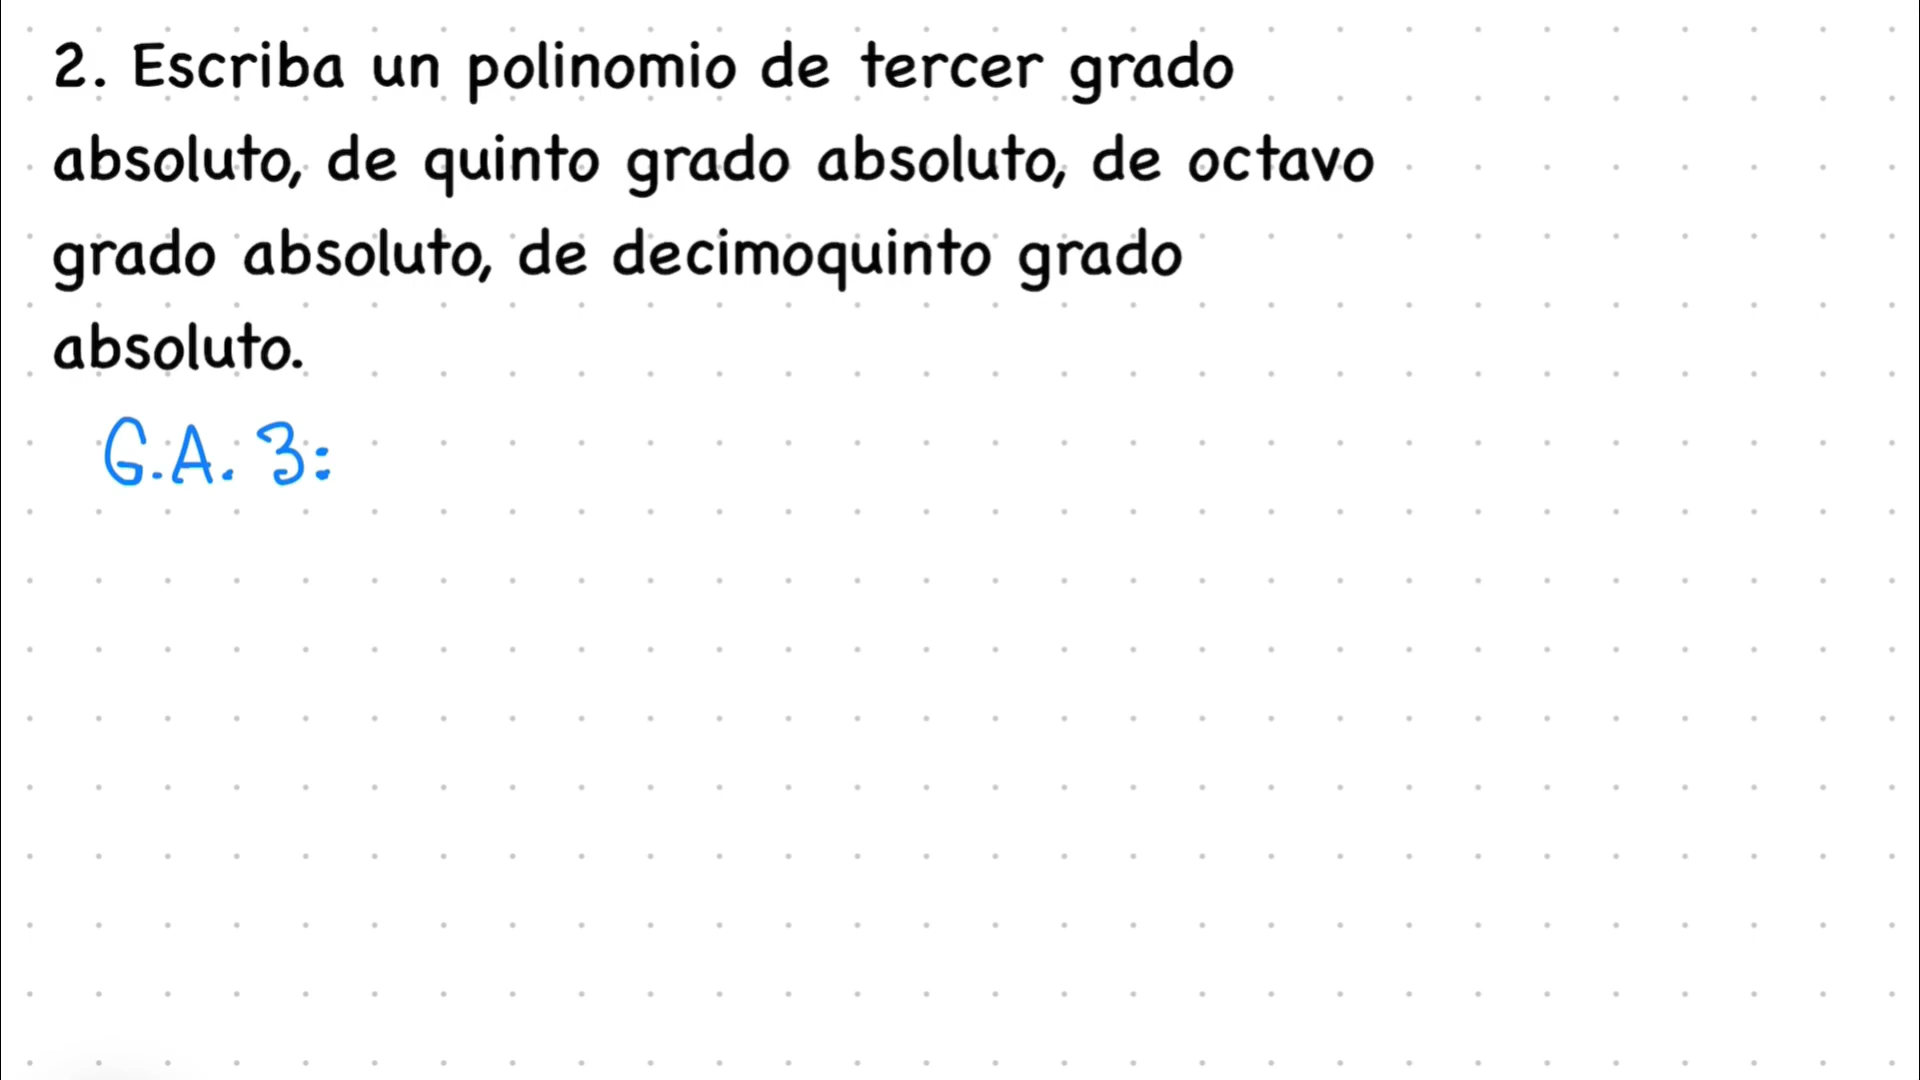 2. Escriba un polinomio de tercer grado
absoluto, de quinto grado absoluto, de octavo
grado absoluto, de decimoquinto grado
absoluto.
G.A. 3: